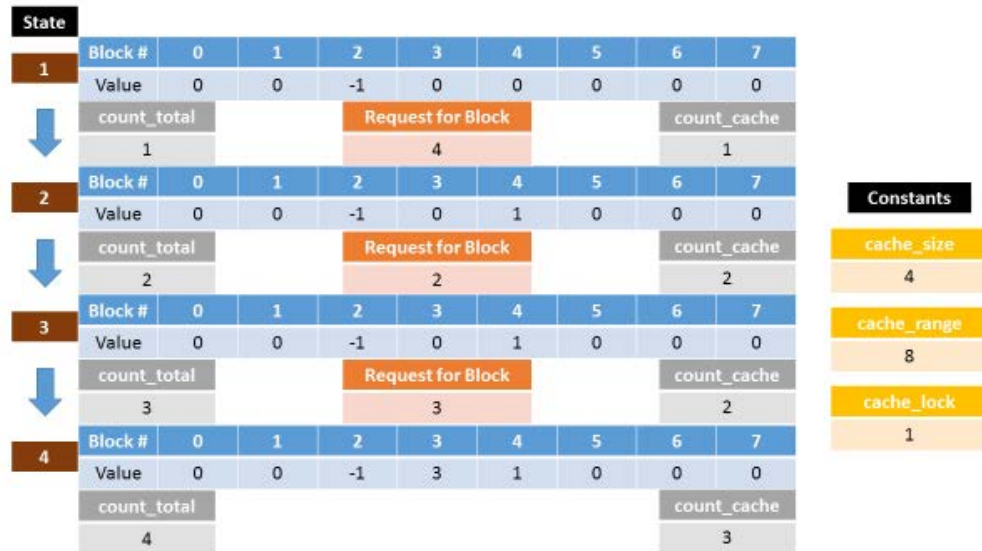 State
1
Block # 0 1 2 3 4 5 6 7
Value 0 0 -1 0 0 0 0 0
count_total Request for Block count_cache
1 4 1
2
Block # 0 1 2 3 4 5 6 7
Value 0 0 -1 0 1 0 0 0
count_total Request for Block count_cache
2 2 2
3
Block # 0 1 2 3 4 5 6 7
Value 0 0 -1 0 1 0 0 0
count_total Request for Block count_cache
3 3 2
4
Block # 0 1 2 3 4 5 6 7
Value 0 0 -1 3 1 0 0 0
count_total count_cache
4 3
Constants
cache_size
4
cache_range
8
cache_lock
1